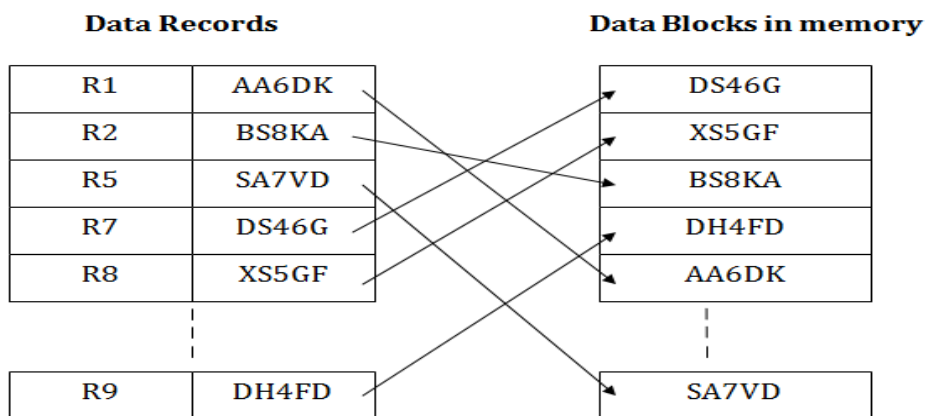 Data Records Data Blocks in memory
R1 AA6DK DS46G
R2 BS8KA XS5GF
R5 SA7VD BS8KA
R7 DS46G DH4FD
R8 XS5GF AA6DK
R9 DH4FD SA7VD